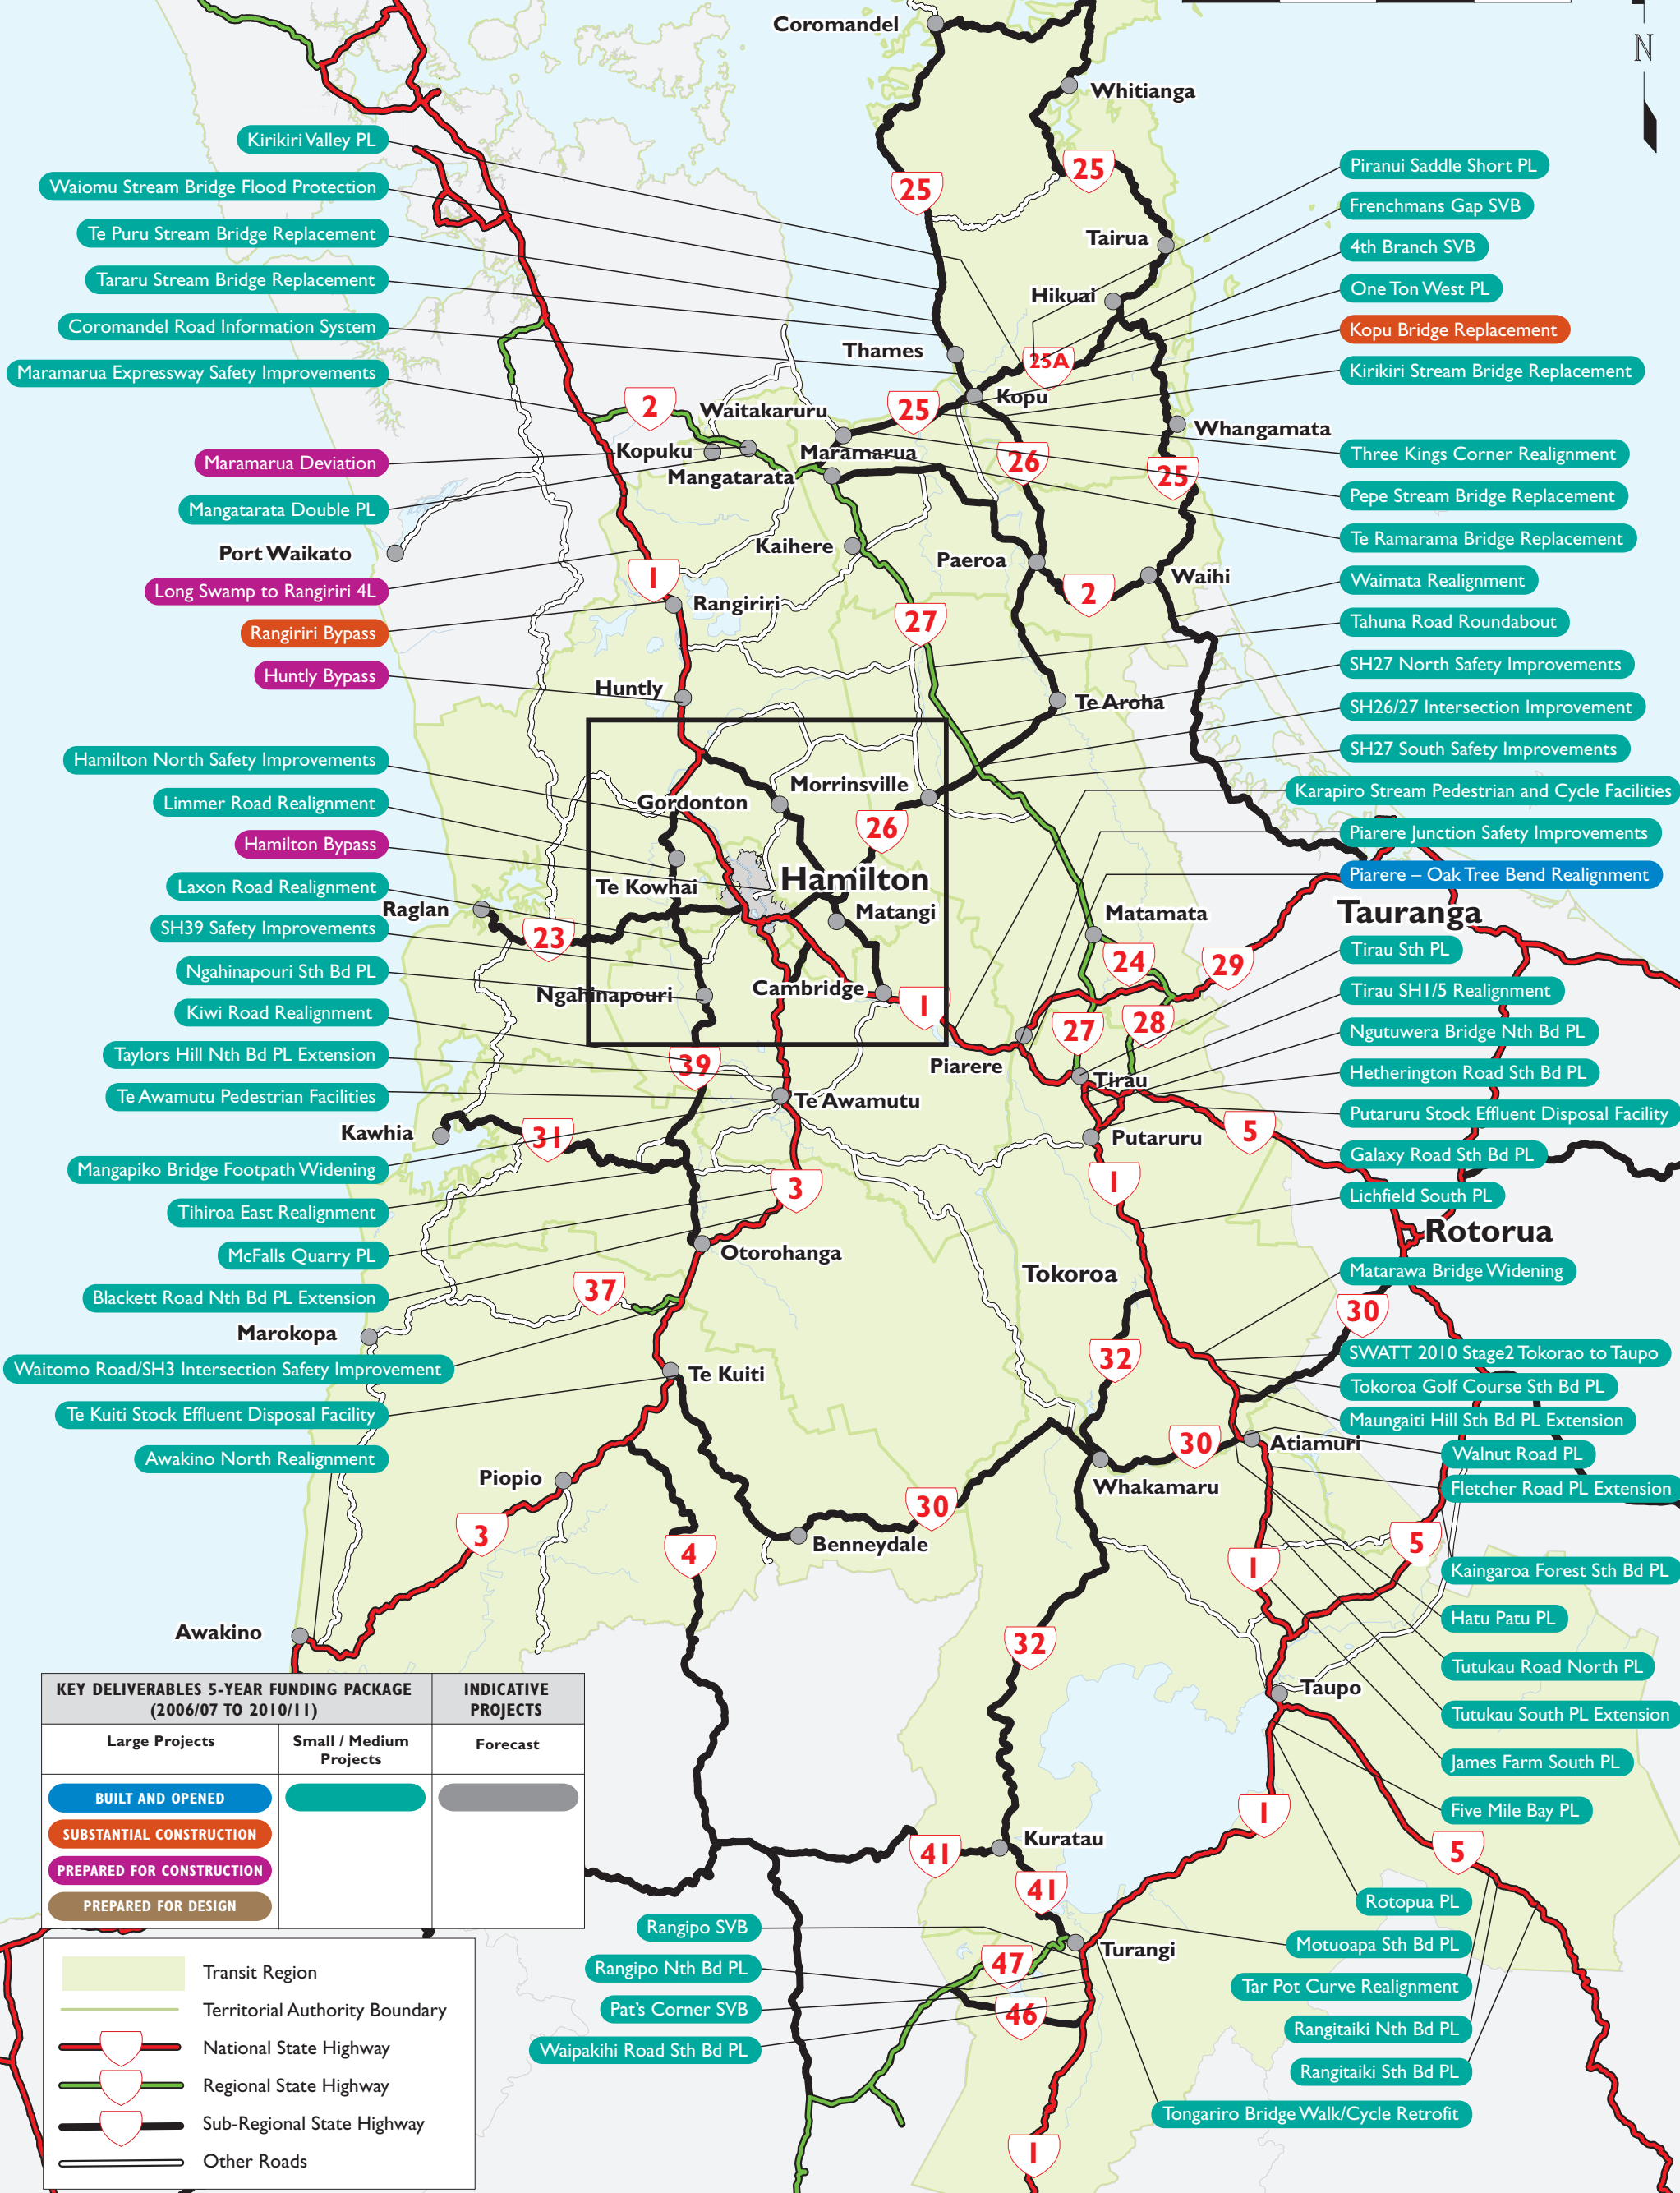 Coromandel
N
Whitianga
Kirikiri Valley PL
Waiomu Stream Bridge Flood Protection
Te Puru Stream Bridge Replacement
Tararu Stream Bridge Replacement
Coromandel Road Information System
Maramarua Expressway Safety Improvements
Maramarua Deviation
Mangatarata Double PL
Port Waikato
Long Swamp to Rangiriri 4L
Rangiriri Bypass
Huntly Bypass
Hamilton North Safety Improvements
Limmer Road Realignment
Hamilton Bypass
Laxon Road Realignment
Raglan
SH39 Safety Improvements
Ngahinapouri Sth Bd PL
Kiwi Road Realignment
Taylors Hill Nth Bd PL Extension
Te Awamutu Pedestrian Facilities
Kawhia
Mangapiko Bridge Footpath Widening
Tihiroa East Realignment
McFalls Quarry PL
Blackett Road Nth Bd PL Extension
Marokopa
Waitomo Road/SH3 Intersection Safety Improvement
Te Kuiti Stock Effluent Disposal Facility
Awakino North Realignment
Piopio
Awakino
25
25
Tairua
Hikuai
Thames
25A
Kopu
25
2
Waitakaruru
Kopuku
Maramarua
Mangatarata
26
Whangamata
25
Kaihere
Paeroa
Waihi
2
1
Rangiriri
27
Huntly
Te Aroha
Gordonton
Morrinsville
26
Te Kowhai
Hamilton
Matangi
23
Ngahinapouri
Cambridge
1
Matamata
Tauranga
24
29
27
28
Piarere
39
Tirau
Te Awamutu
31
Putaruru
5
3
1
Otorohanga
Rotorua
Tokoroa
37
30
32
Te Kuiti
30
Atiamuri
Whakamaru
30
3
4
Benneydale
5
1
32
Taupo
1
41
Kuratau
5
41
47
Turangi
46
1
Piranui Saddle Short PL
Frenchmans Gap SVB
4th Branch SVB
One Ton West PL
Kopu Bridge Replacement
Kirikiri Stream Bridge Replacement
Three Kings Corner Realignment
Pepe Stream Bridge Replacement
Te Ramarama Bridge Replacement
Waimata Realignment
Tahuna Road Roundabout
SH27 North Safety Improvements
SH26/27 Intersection Improvement
SH27 South Safety Improvements
Karapiro Stream Pedestrian and Cycle Facilities
Piarere Junction Safety Improvements
Piarere – Oak Tree Bend Realignment
Tirau Sth PL
Tirau SH1/5 Realignment
Ngutuwera Bridge Nth Bd PL
Hetherington Road Sth Bd PL
Putaruru Stock Effluent Disposal Facility
Galaxy Road Sth Bd PL
Lichfield South PL
Matarawa Bridge Widening
SWATT 2010 Stage2 Tokorao to Taupo
Tokoroa Golf Course Sth Bd PL
Maungaiti Hill Sth Bd PL Extension
Walnut Road PL
Fletcher Road PL Extension
Kaingaroa Forest Sth Bd PL
Hatu Patu PL
Tutukau Road North PL
Tutukau South PL Extension
James Farm South PL
Five Mile Bay PL
Rotopua PL
Motuoapa Sth Bd PL
Tar Pot Curve Realignment
Rangitaiki Nth Bd PL
Rangitaiki Sth Bd PL
Tongariro Bridge Walk/Cycle Retrofit
Rangipo SVB
Rangipo Nth Bd PL
Pat's Corner SVB
Waipakihi Road Sth Bd PL
KEY DELIVERABLES 5-YEAR FUNDING PACKAGE
(2006/07 TO 2010/11)
INDICATIVE
PROJECTS
Large Projects
Small / Medium
Projects
Forecast
BUILT AND OPENED
SUBSTANTIAL CONSTRUCTION
PREPARED FOR CONSTRUCTION
PREPARED FOR DESIGN
Transit Region
Territorial Authority Boundary
National State Highway
Regional State Highway
Sub-Regional State Highway
Other Roads